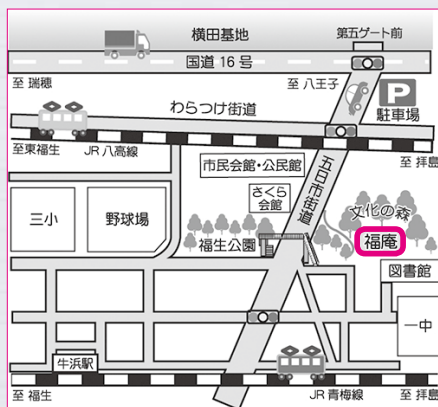 横田基地
第五ゲート前
国道16号
至 瑞穂
至 八王子
P
駐車場
わらつけ街道
至東福生
JR 八高線
至 拝島
市民会館・公民館
五日市街道
さくら
会館
文化の森
三小
野球場
福生公園
福庵
図書館
一中
牛浜駅
至 福生
JR 青梅線
至 拝島